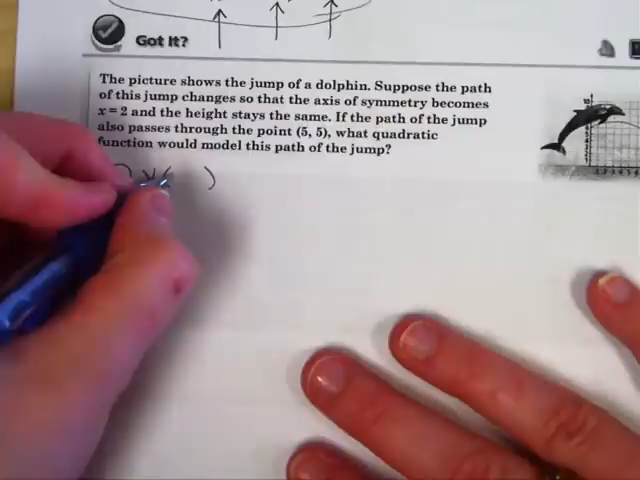 Got It?
The picture shows the jump of a dolphin. Suppose the path
of this jump changes so that the axis of symmetry becomes
x = 2 and the height stays the same. If the path of the jump
also passes through the point (5, 5), what quadratic
function would model this path of the jump?
( )